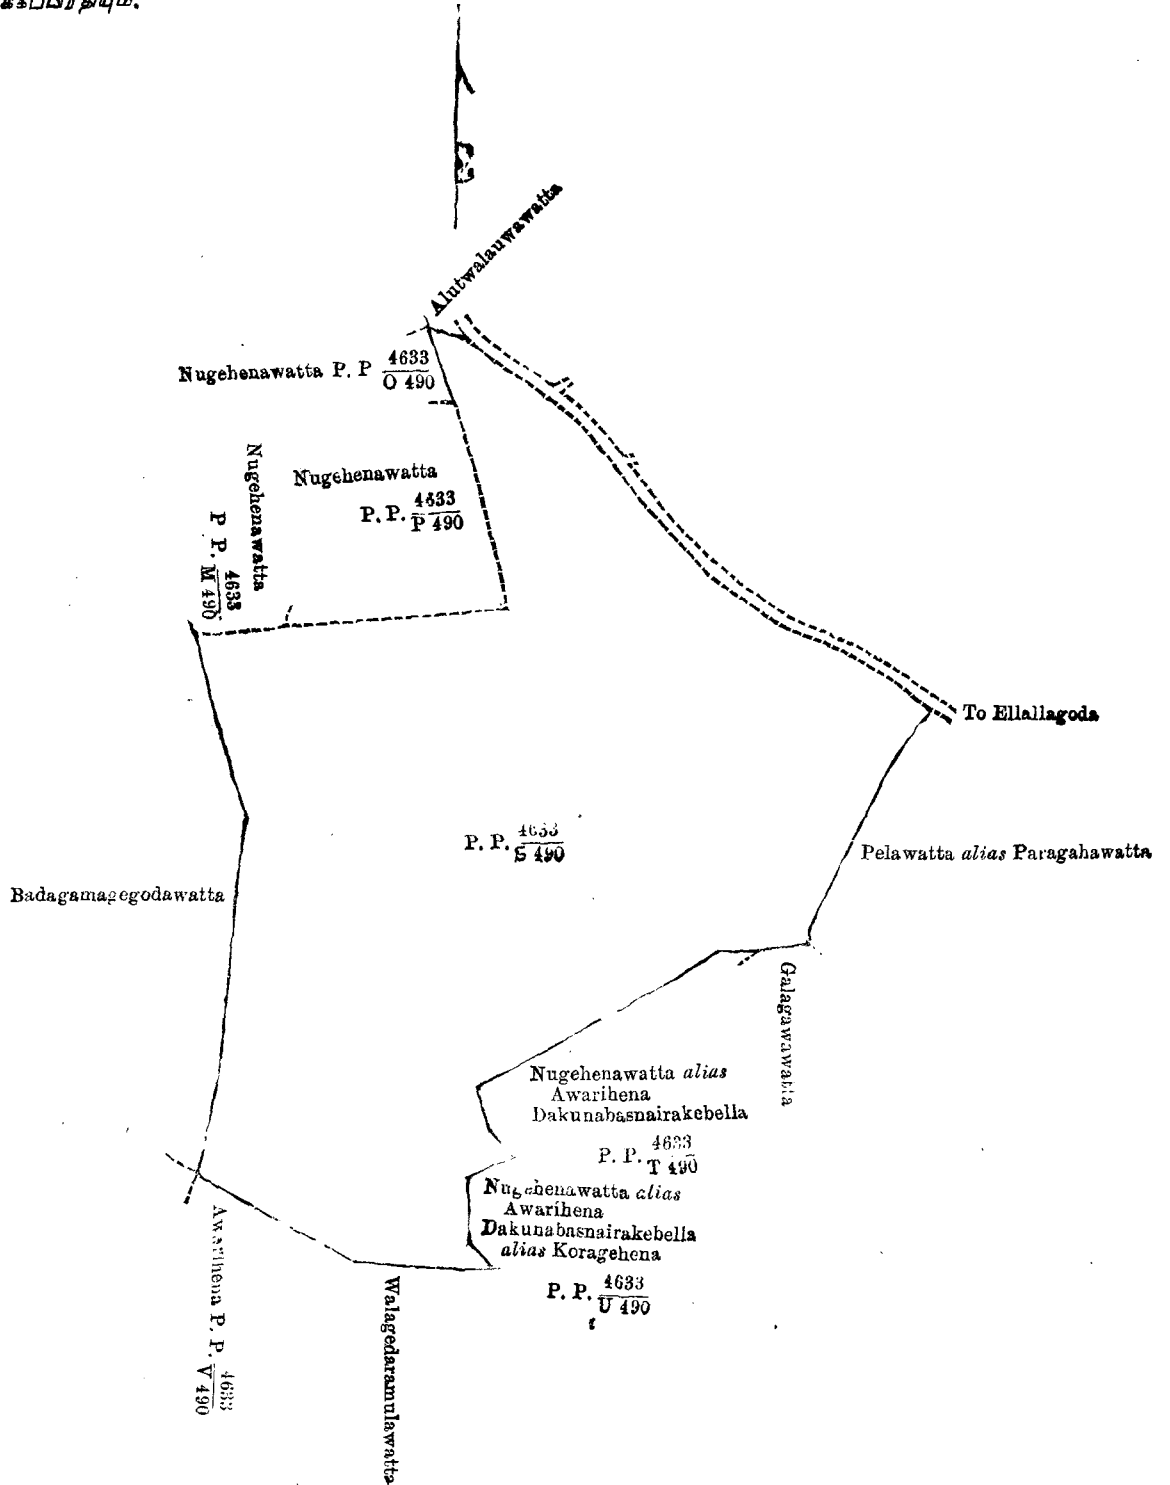 Alutwalauwawatta
Nugehenawatta P. P 4633
O 490
Nugehenawatta
P P. 4633
M 490
Nugehenawatta
P. P. 4633
P 490
To Ellallagoda
P. P. 4633
S 490
Pelawatta alias Paragahawatta
Badagamagegodawatta
Galagawawatta
Nugehenawatta alias
Awarihena
Dakunabasnairakebella
P. P. 4633
T 490
Nugehenawatta alias
Awarihena
Dakunabasnairakebella
alias Koragehena
P. P. 4633
U 490
Awarihena P. P. 4633
V 490
Walagedaramulawatta